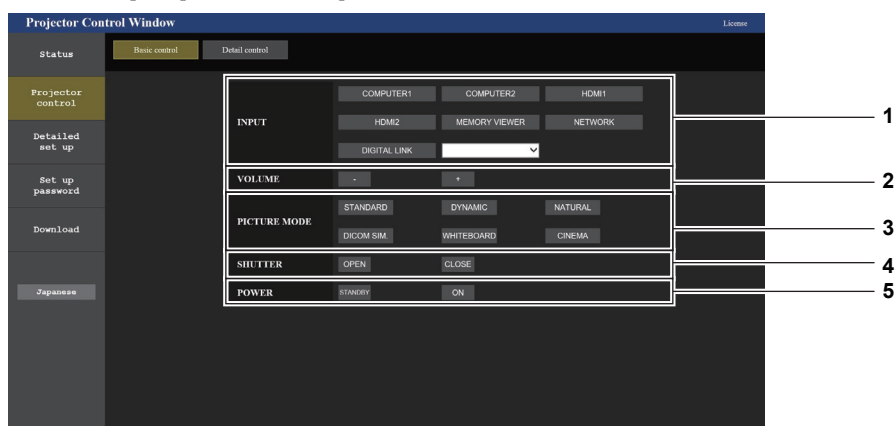 Projector Control Window License
Status
Basic control Detail control
Projector
control
Detailed
set up
Set up
password
Download
Japanese
INPUT
COMPUTER1 COMPUTER2 HDMI1
HDMI2 MEMORY VIEWER NETWORK
DIGITAL LINK
VOLUME - +
PICTURE MODE
STANDARD DYNAMIC NATURAL
DICOM SIM. WHITEBOARD CINEMA
SHUTTER OPEN CLOSE
POWER STANDBY ON
1
2
3
4
5